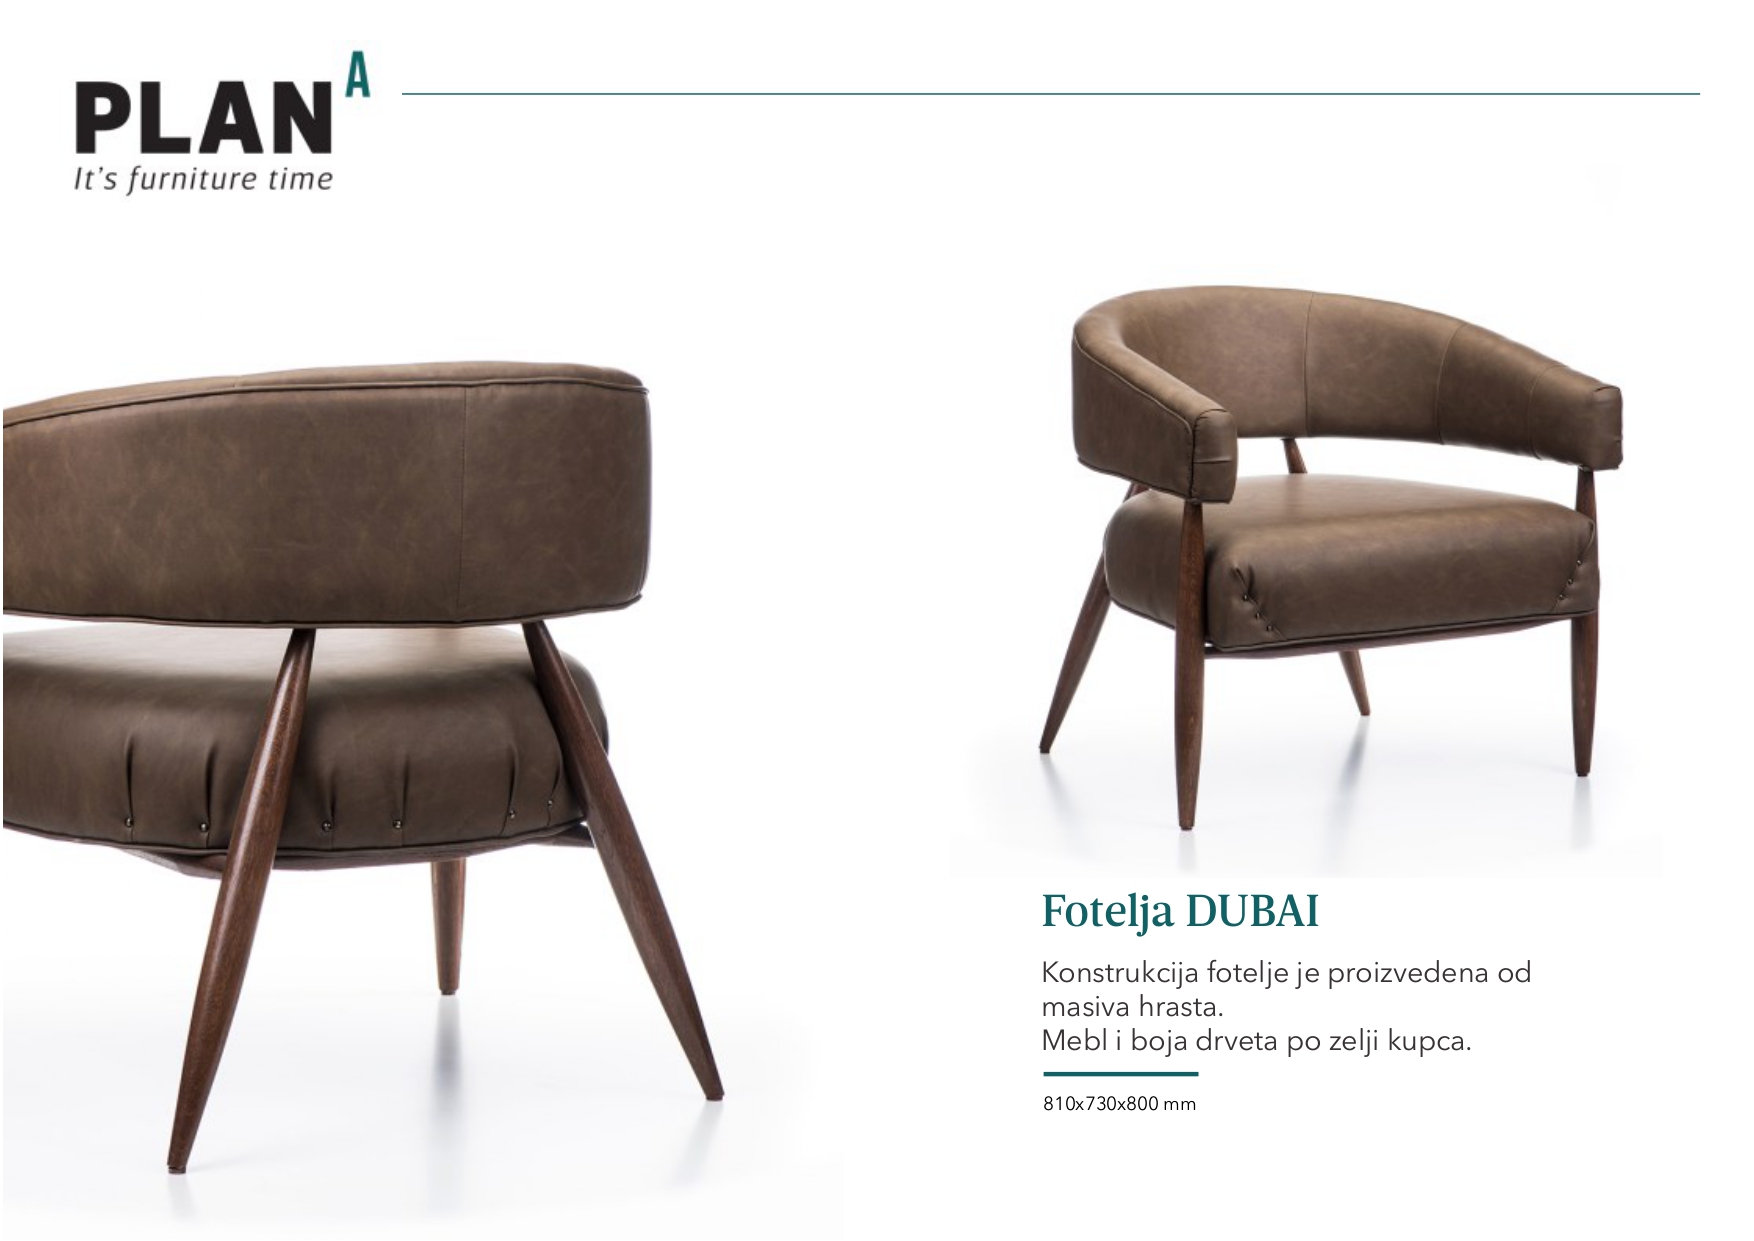 PLAN A
It's furniture time
Fotelja DUBAI
Konstrukcija fotelje je proizvedena od
masiva hrasta.
Mebl i boja drveta po zelji kupca.
810x730x800 mm